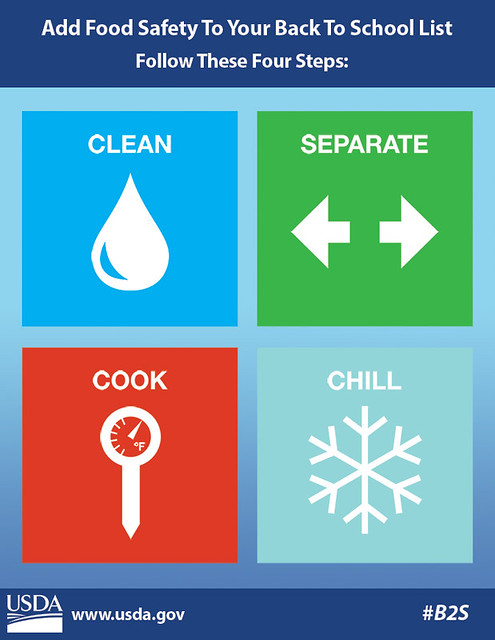 Add Food Safety To Your Back To School List
Follow These Four Steps:
CLEAN
SEPARATE
COOK
°F
CHILL
USDA
www.usda.gov
#B2S